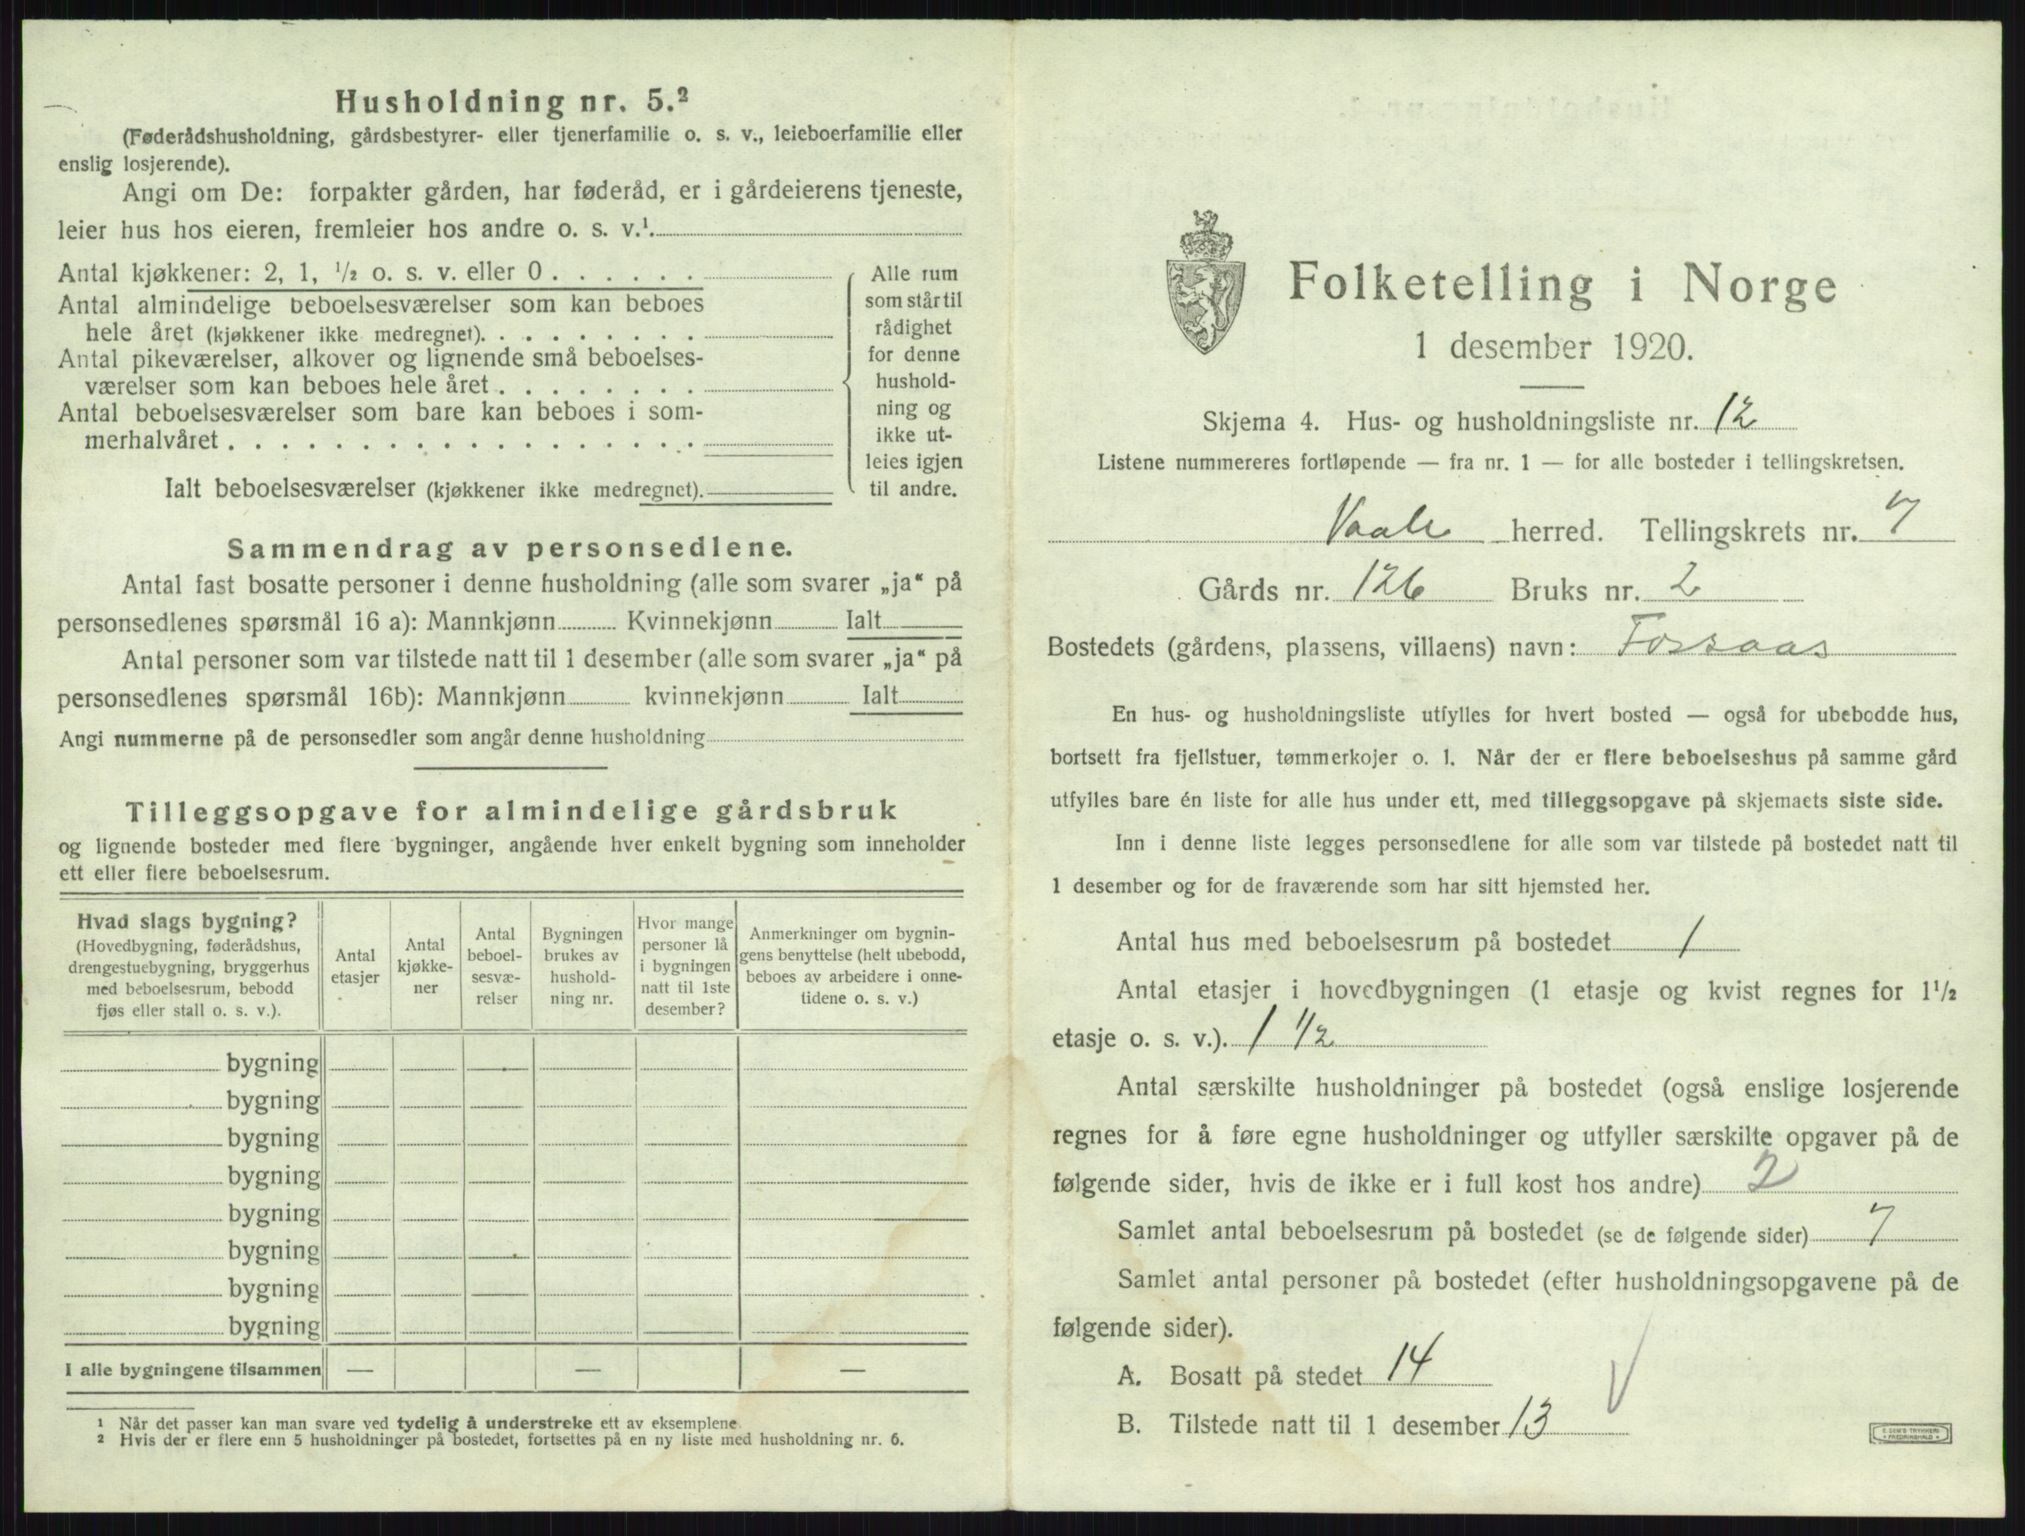 Husholdning nr. 5.²
(Føderådshusholdning, gårdsbestyrer- eller tjenerfamilie o. s. v., leieboerfamilie eller
enslig losjerende).
Angi om De: forpakter gården, har føderåd, er i gårdeierens tjeneste,
leier hus hos eieren, fremleier hos andre o. s. v.¹.
Antal kjøkkener: 2, 1, ½ o. s. v. eller 0 . . . . . .
Antal almindelige beboelsesværelser som kan beboes
hele året (kjøkkener ikke medregnet). . . . . . . . .
Antal pikeværelser, alkover og lignende små beboelses-
værelser som kan beboes hele året . . . . . . . .
Antal beboelsesværelser som bare kan beboes i som-
merhalvåret . . . . . . . . . . . . . . . . . .
Ialt beboelsesværelser (kjøkkener ikke medregnet).
Alle rum
som står til
rådighet
for denne
hushold-
ning og
ikke ut-
leies igjen
til andre.
Sammendrag av personsedlene.
Antal fast bosatte personer i denne husholdning (alle som svarer „ja“ på
personsedlenes spørsmål 16 a): Mannkjønn Kvinnekjønn Ialt
Antal personer som var tilstede natt til 1 desember (alle som svarer „ja“ på
personsedlenes spørsmål 16b): Mannkjønn kvinnekjønn Ialt
Angi nummerne på de personsedler som angår denne husholdning
Tilleggsopgave for almindelige gårdsbruk
og lignende bosteder med flere bygninger, angående hver enkelt bygning som inneholder
ett eller flere beboelsesrum.
Hvad slags bygning?
(Hovedbygning, føderådshus,
drengestuebygning, bryggerhus
med beboelsesrum, bebodd
fjøs eller stall o. s. v.).
Antal
etasjer
Antal
kjøkke-
ner
Antal
beboel-
sesvæ-
relser
Bygningen
brukes av
hushold-
ning nr.
Hvor mange
personer lå
i bygningen
natt til 1ste
desember?
Anmerkninger om bygnin-
gens benyttelse (helt ubebodd,
beboes av arbeidere i onne-
tidene o. s. v.)
bygning
bygning
bygning
bygning
bygning
bygning
bygning
bygning
I alle bygningene tilsammen — — —
¹ Når det passer kan man svare ved tydelig å understreke ett av eksemplene.
² Hvis der er flere enn 5 husholdninger på bostedet, fortsettes på en ny liste med husholdning nr. 6.
Folketelling i Norge
1 desember 1920.
Skjema 4. Hus- og husholdningsliste nr. 12
Listene nummereres fortløpende — fra nr. 1 — for alle bosteder i tellingskretsen.
Vaale herred. Tellingskrets nr. 7
Gårds nr. 126 Bruks nr. 2
Bostedets (gårdens, plassens, villaens) navn: Forsaas
En hus- og husholdningsliste utfylles for hvert bosted — også for ubebodde hus,
bortsett fra fjellstuer, tømmerkojer o. l. Når der er flere beboelseshus på samme gård
utfylles bare én liste for alle hus under ett, med tilleggsopgave på skjemaets siste side.
Inn i denne liste legges personsedlene for alle som var tilstede på bostedet natt til
1 desember og for de fraværende som har sitt hjemsted her.
Antal hus med beboelsesrum på bostedet 1
Antal etasjer i hovedbygningen (1 etasje og kvist regnes for 1½
etasje o. s. v.). 1 ½
Antal særskilte husholdninger på bostedet (også enslige losjerende
regnes for å føre egne husholdninger og utfyller særskilte opgaver på de
følgende sider, hvis de ikke er i full kost hos andre) 2
Samlet antal beboelsesrum på bostedet (se de følgende sider) 7
Samlet antal personer på bostedet (efter husholdningsopgavene på de
følgende sider).
A. Bosatt på stedet 14
B. Tilstede natt til 1 desember 13